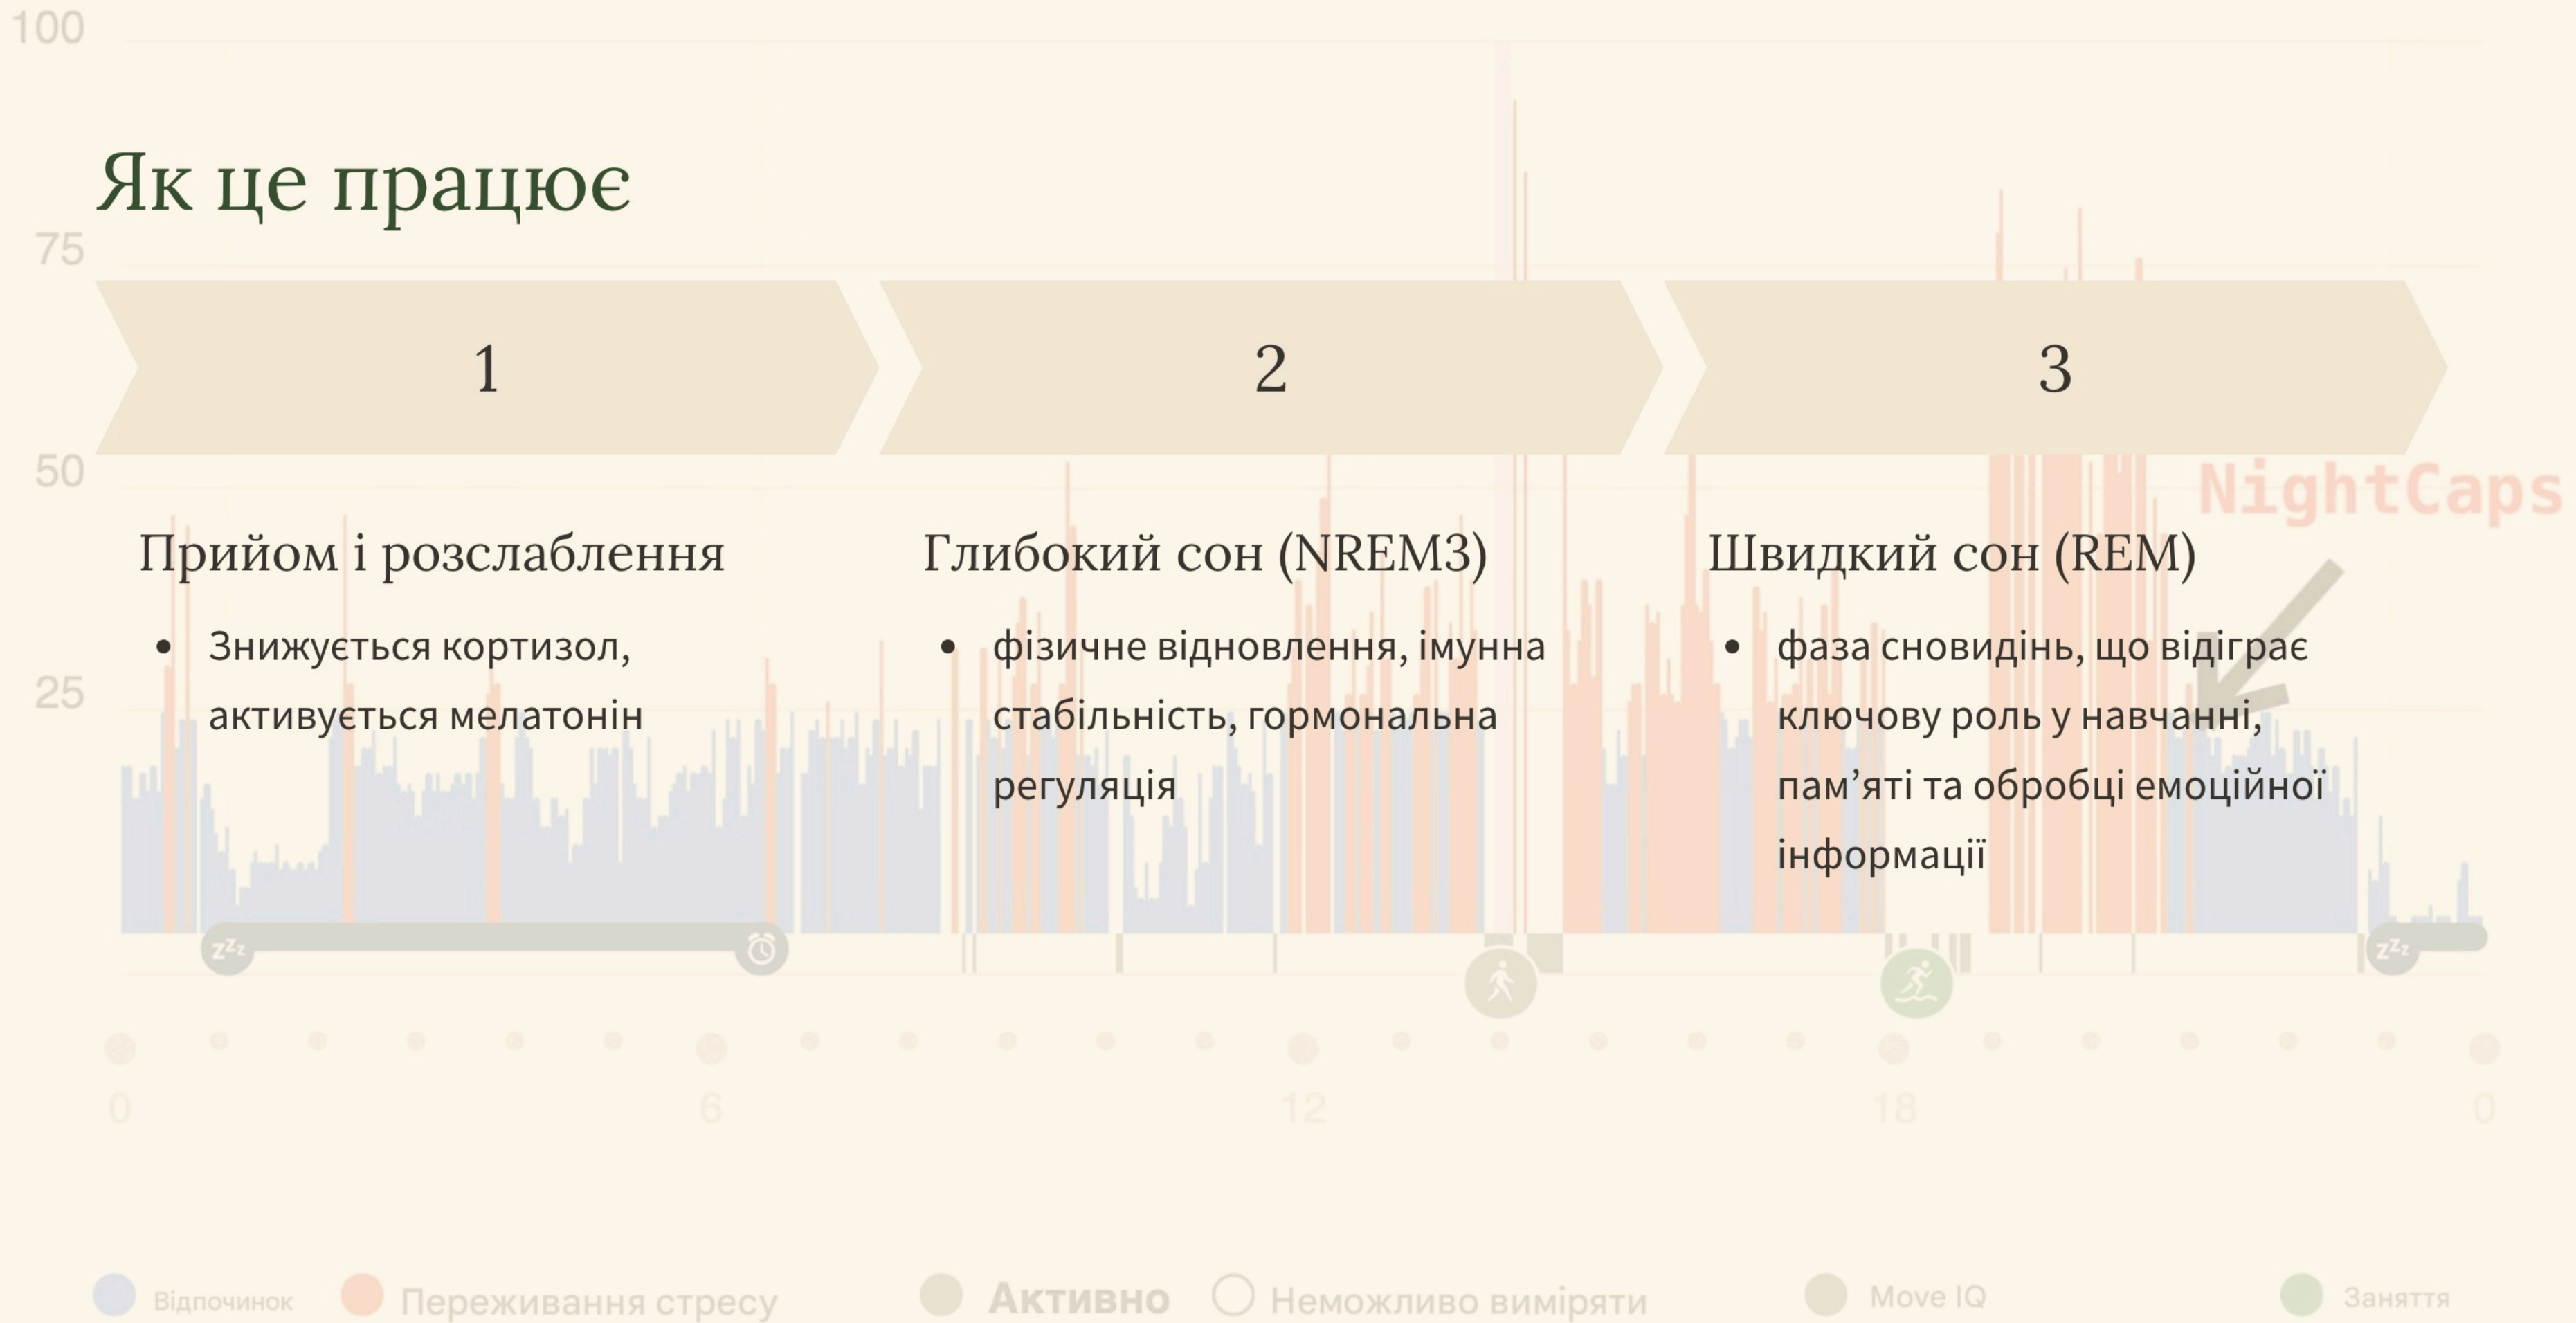 100
Як це працює
75
1
2
3
50
NightCaps
Прийом і розслаблення
Знижується кортизол,
активується мелатонін
Глибокий сон (NREM3)
фізичне відновлення, імунна
стабільність, гормональна
регуляція
Швидкий сон (REM)
фаза сновидінь, що відіграє
ключову роль у навчанні,
пам’яті та обробці емоційної
інформації
25
zzz
zzz
0
6
12
18
0
Відпочинок
Переживання стресу
Активно
Неможливо виміряти
Move IQ
Заняття